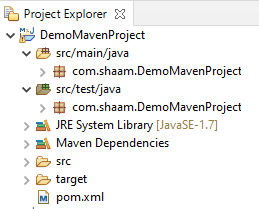 Project Explorer
DemoMavenProject
src/main/java
com.shaam.DemoMavenProject
src/test/java
com.shaam.DemoMavenProject
JRE System Library [JavaSE-1.7]
Maven Dependencies
src
target
pom.xml